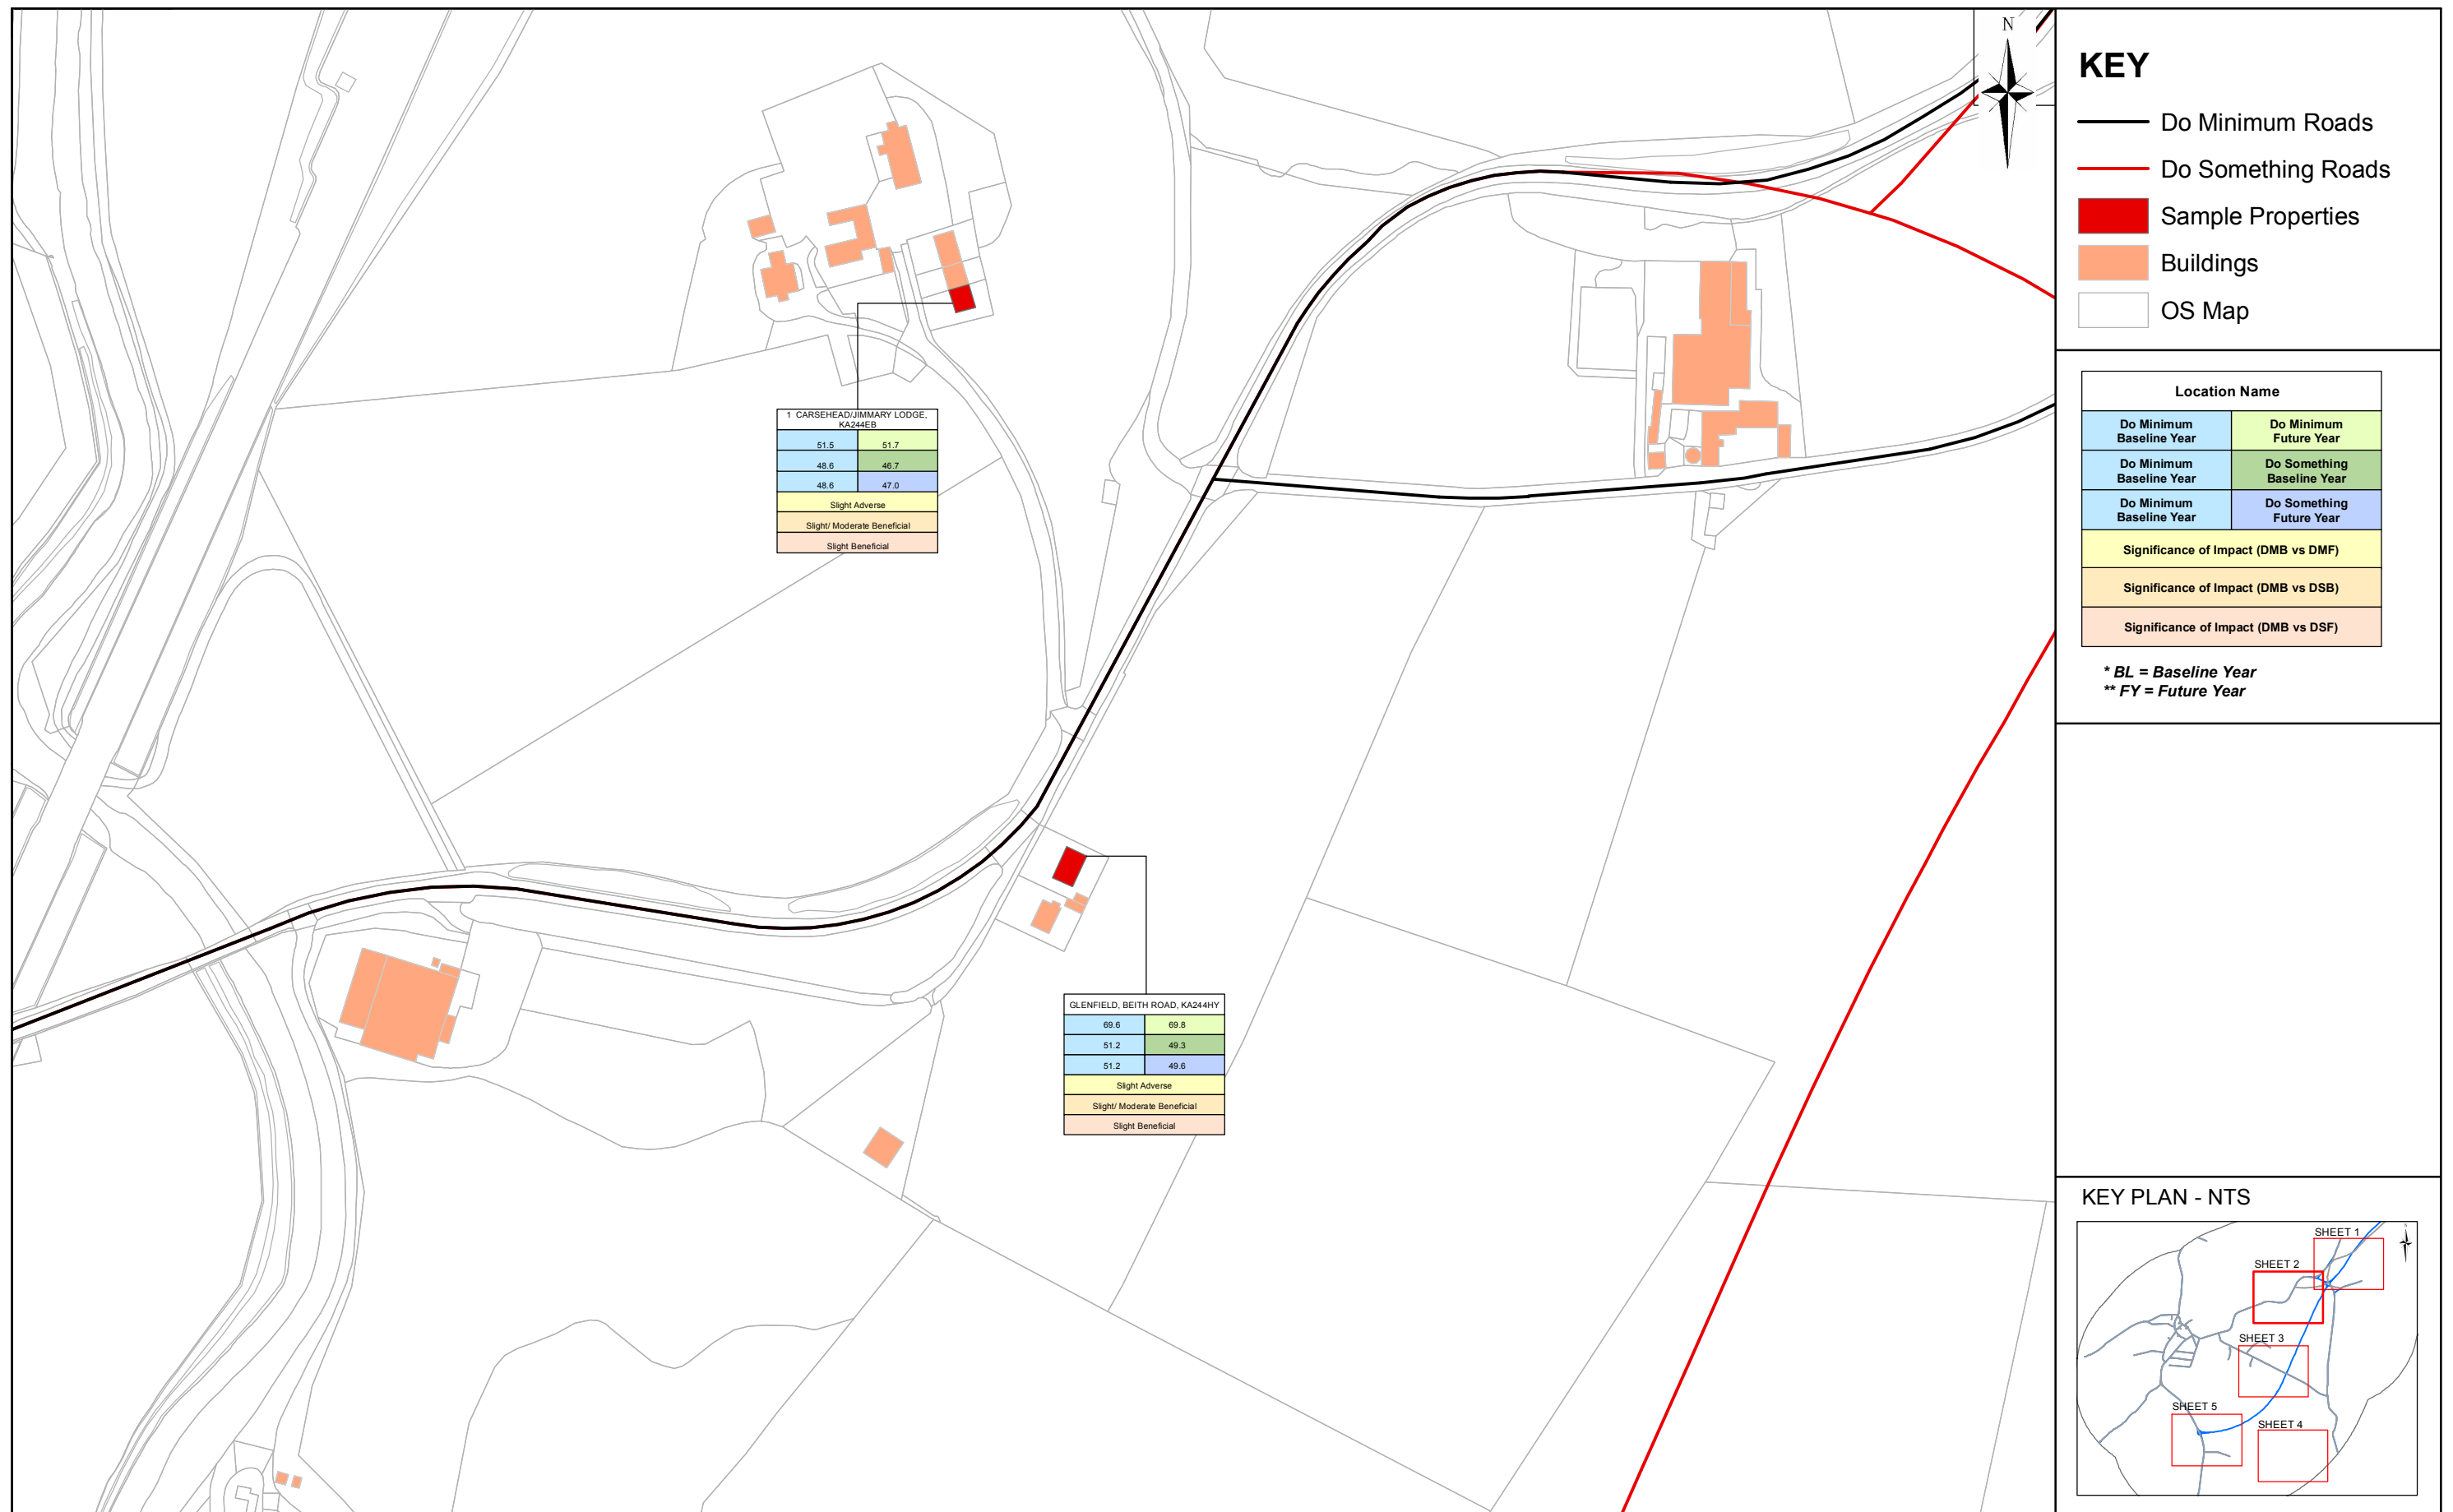 N
KEY
Do Minimum Roads
Do Something Roads
Sample Properties
Buildings
OS Map
Location Name
Do Minimum
Baseline Year
Do Minimum
Future Year
Do Minimum
Baseline Year
Do Something
Baseline Year
Do Minimum
Baseline Year
Do Something
Future Year
Significance of Impact (DMB vs DMF)
Significance of Impact (DMB vs DSB)
Significance of Impact (DMB vs DSF)
* BL = Baseline Year
** FY = Future Year
1 CARSEHEAD/JIMMARY LODGE,
KA244EB
51.5 51.7
48.6 46.7
48.6 47.0
Slight Adverse
Slight/ Moderate Beneficial
Slight Beneficial
GLENFIELD, BEITH ROAD, KA244HY
69.6 69.8
51.2 49.3
51.2 49.6
Slight Adverse
Slight/ Moderate Beneficial
Slight Beneficial
KEY PLAN - NTS
SHEET 1
SHEET 2
SHEET 3
SHEET 5
SHEET 4